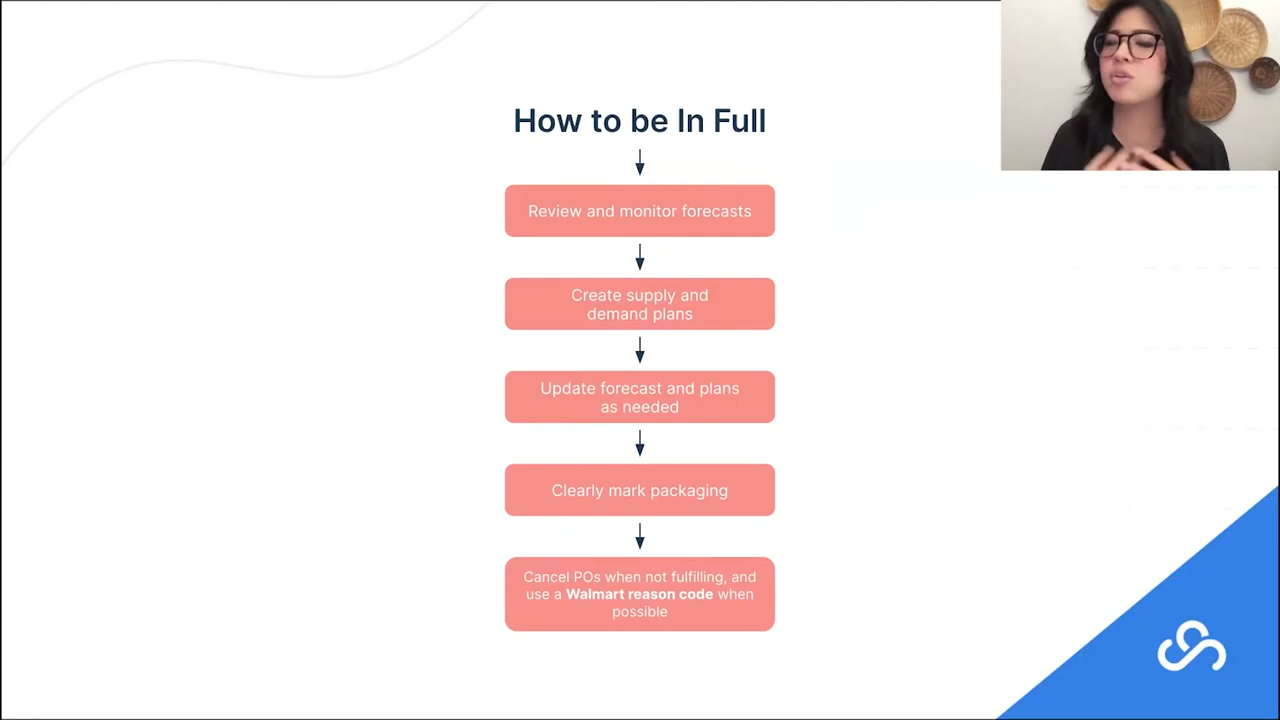 How to be In Full
Review and monitor forecasts
Create supply and
demand plans
Update forecast and plans
as needed
Clearly mark packaging
Cancel POs when not fulfilling, and
use a Walmart reason code when
possible